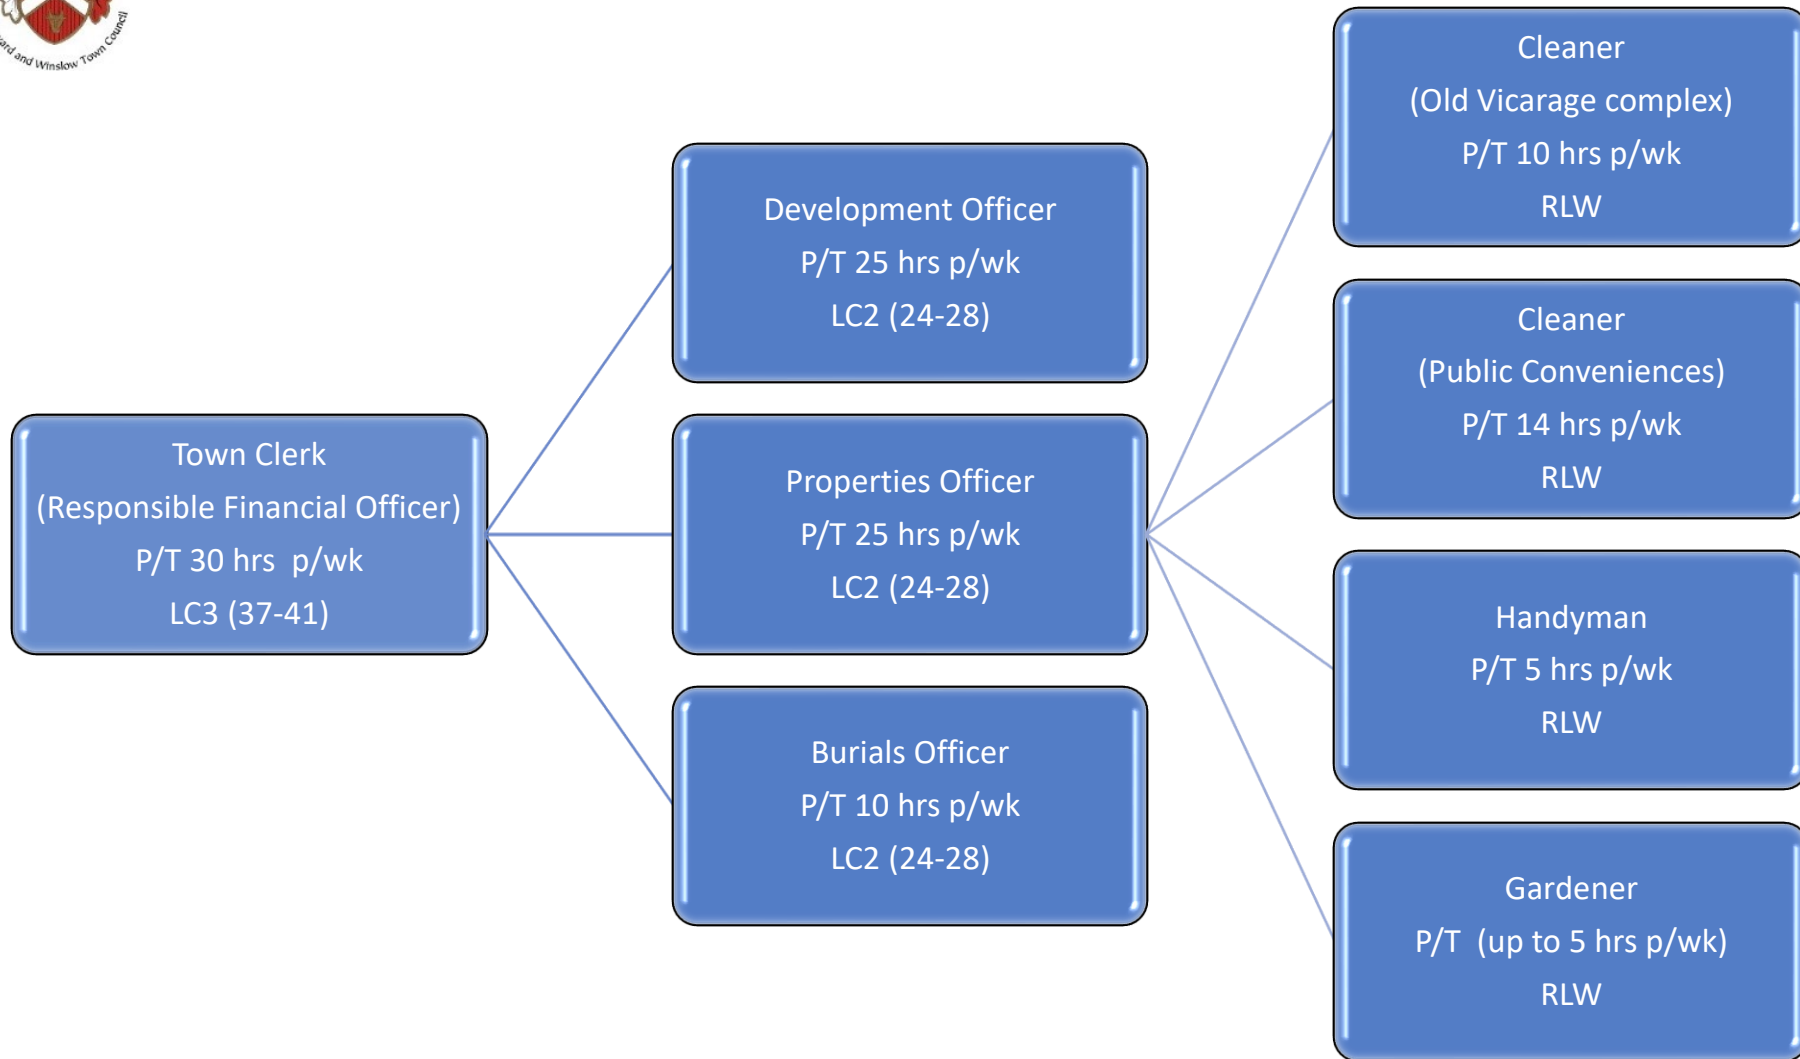 and Winslow Town Council
Town Clerk
(Responsible Financial Officer)
P/T 30 hrs  p/wk
LC3 (37-41)
Development Officer
P/T 25 hrs p/wk
LC2 (24-28)
Properties Officer
P/T 25 hrs p/wk
LC2 (24-28)
Burials Officer
P/T 10 hrs p/wk
LC2 (24-28)
Cleaner
(Old Vicarage complex)
P/T 10 hrs p/wk
RLW
Cleaner
(Public Conveniences)
P/T 14 hrs p/wk
RLW
Handyman
P/T 5 hrs p/wk
RLW
Gardener
P/T  (up to 5 hrs p/wk)
RLW